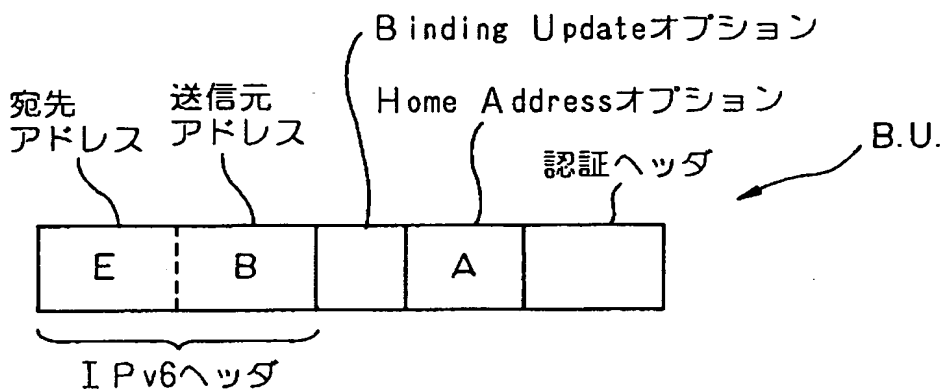 Binding Updateオプション
宛先
アドレス
送信元
アドレス
Home Addressオプション
認証ヘッダ
B.U.
E
B
A
IPv6ヘッダ